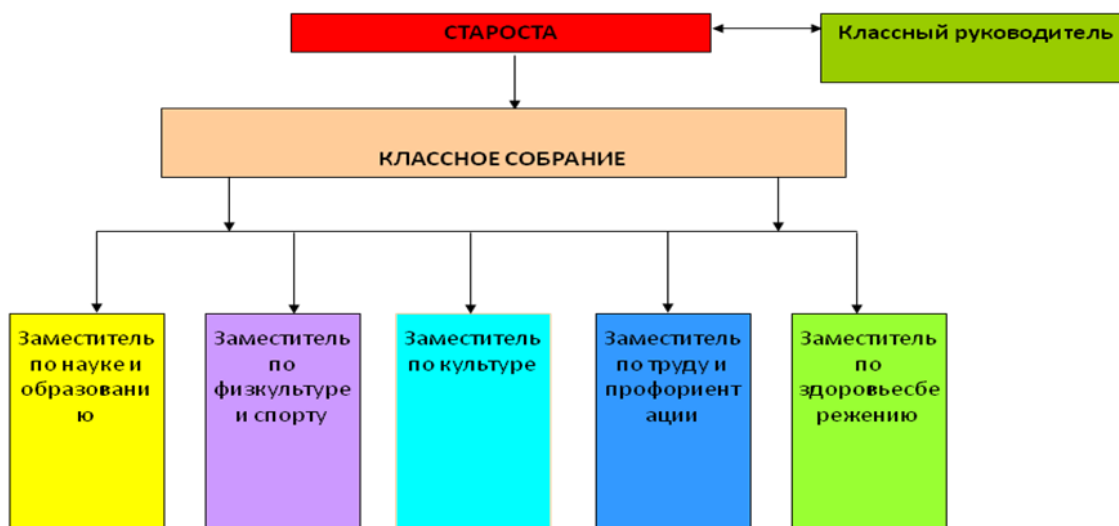 СТАРОСТА
Классный руководитель
КЛАССНОЕ СОБРАНИЕ
Заместитель
по науке и
образовани
ю
Заместитель
по
физкультуре
и спорту
Заместитель
по культуре
Заместитель
по труду и
профориент
ации
Заместитель
по
здоровьесбе
режению